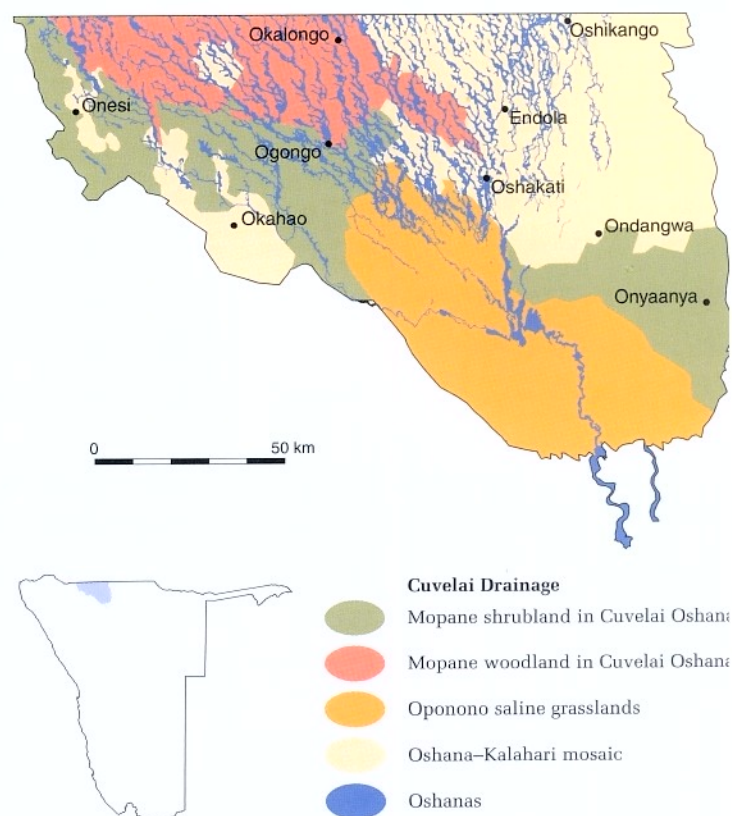 Okalongo
Oshikango
Onesi
Endola
Ogongo
Oshakati
Okahao
Ondangwa
Onyaanya
0 50 km
Cuvelai Drainage
Mopane shrubland in Cuvelai Oshana
Mopane woodland in Cuvelai Oshana
Oponono saline grasslands
Oshana–Kalahari mosaic
Oshanas